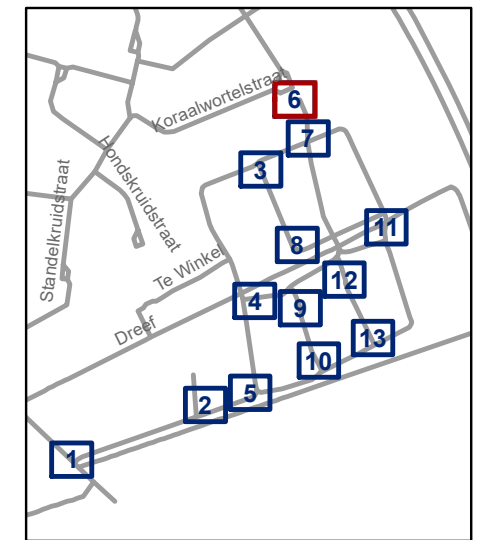 Koraalwortelstraat
6
7
Hondskruidstraat
3
Standelkruidstraat
11
8
Te Winkel
12
4
9
Dreef
13
10
5
2
1